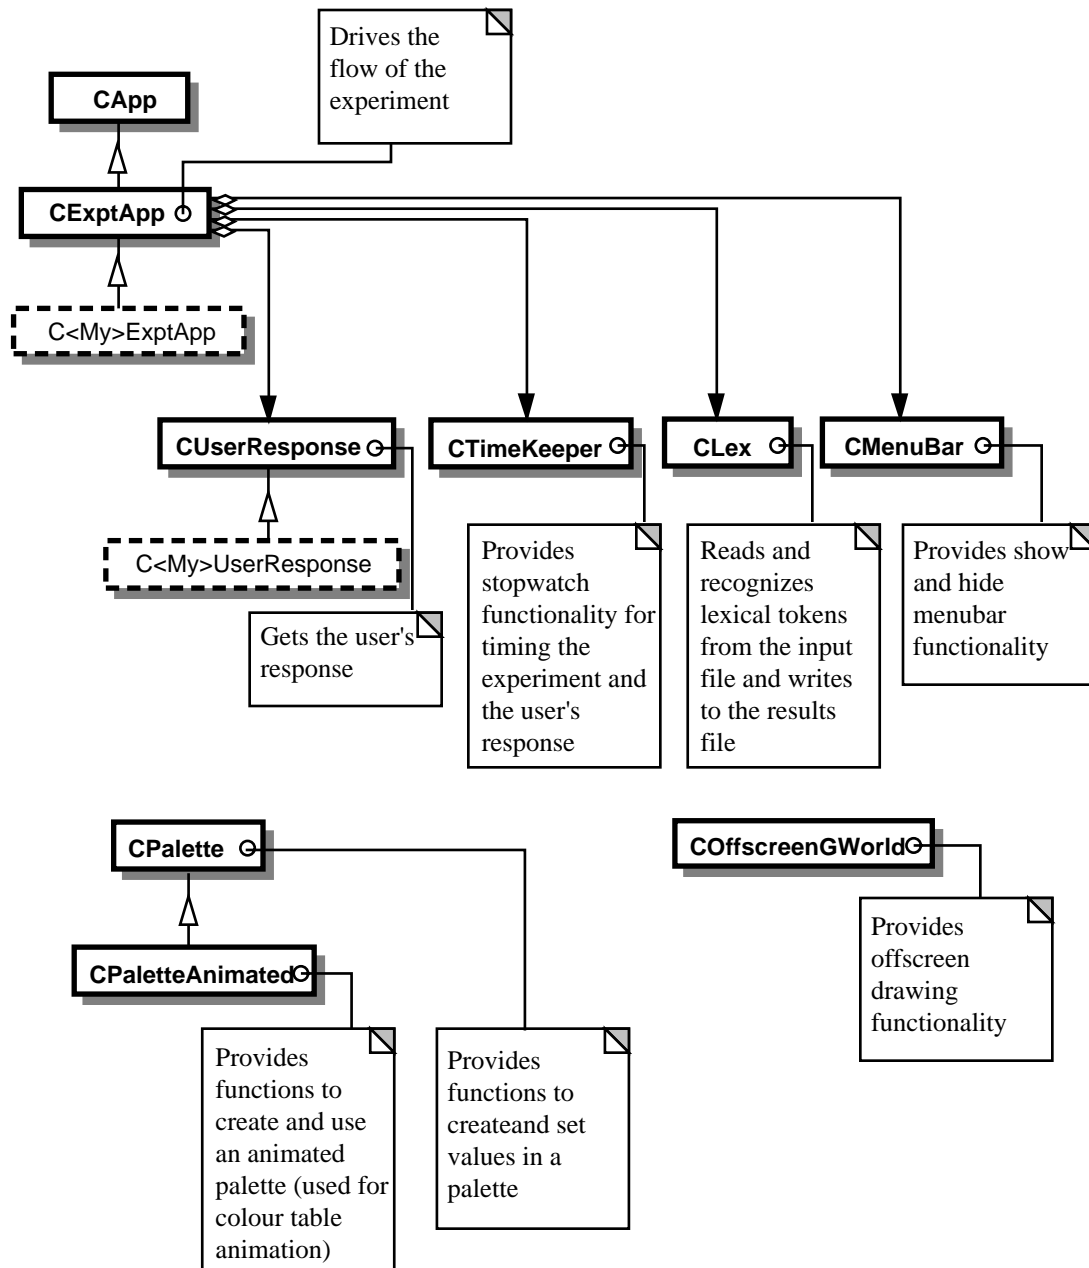 Drives the
flow of the
experiment
CApp
CExptApp
C<My>ExptApp
CUserResponse
CTimeKeeper
CLex
CMenuBar
C<My>UserResponse
Gets the user's
response
Provides
stopwatch
functionality for
timing the
experiment and
the user's
response
Reads and
recognizes
lexical tokens
from the input
file and writes
to the results
file
Provides show
and hide
menubar
functionality
CPalette
COffscreenGWorld
CPaletteAnimated
Provides
offscreen
drawing
functionality
Provides
functions to
create and use
an animated
palette (used for
colour table
animation)
Provides
functions to
createand set
values in a
palette